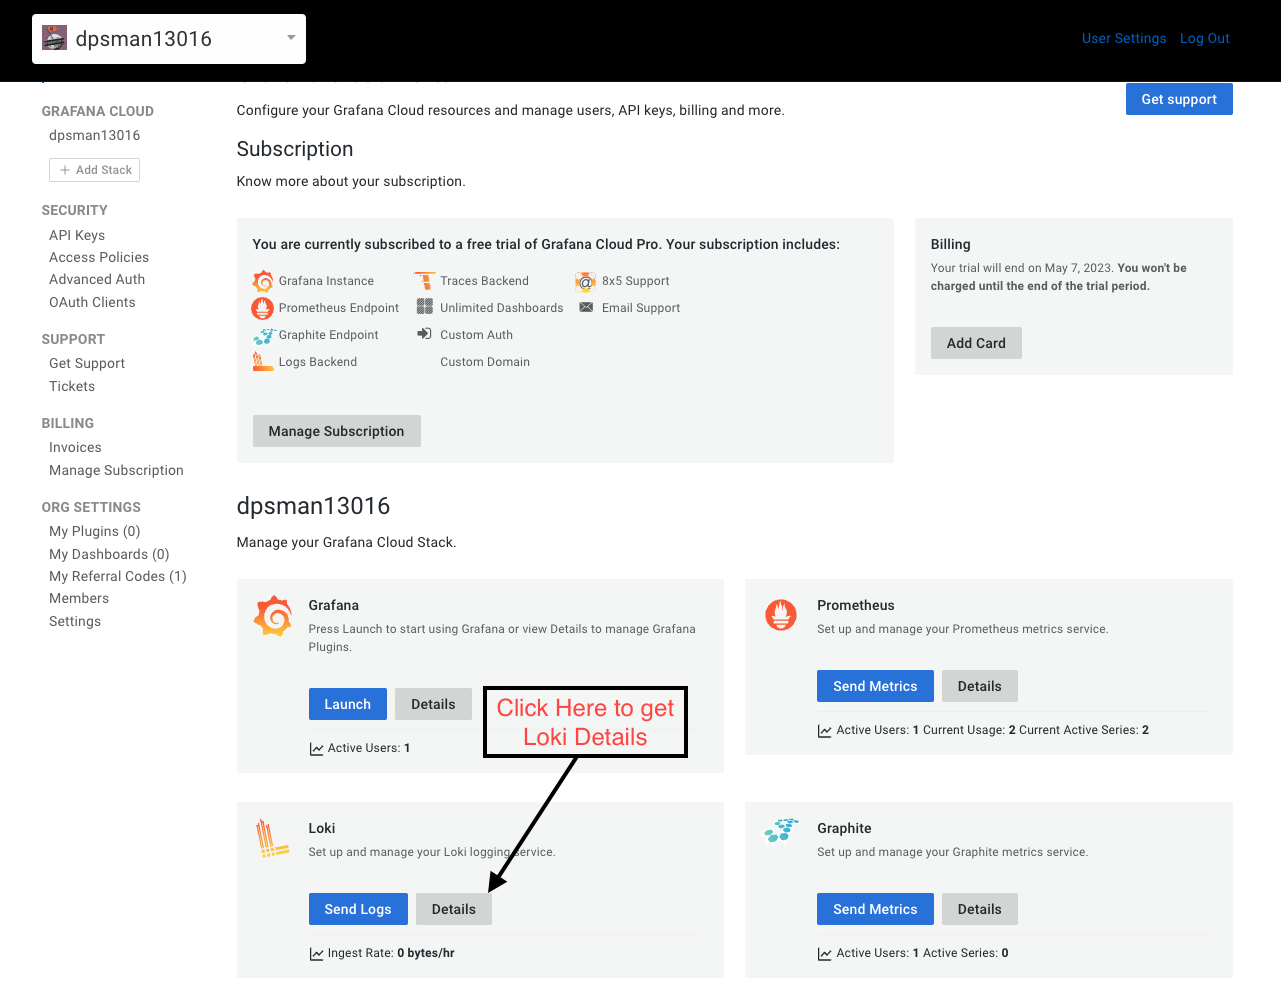 dpsman13016
User Settings
Log Out
GRAFANA CLOUD
dpsman13016
+ Add Stack
SECURITY
API Keys
Access Policies
Advanced Auth
OAuth Clients
SUPPORT
Get Support
Tickets
BILLING
Invoices
Manage Subscription
ORG SETTINGS
My Plugins (0)
My Dashboards (0)
My Referral Codes (1)
Members
Settings
Configure your Grafana Cloud resources and manage users, API keys, billing and more.
Get support
Subscription
Know more about your subscription.
You are currently subscribed to a free trial of Grafana Cloud Pro. Your subscription includes:
Grafana Instance
Prometheus Endpoint
Graphite Endpoint
Logs Backend
Traces Backend
Unlimited Dashboards
Custom Auth
Custom Domain
8x5 Support
Email Support
Manage Subscription
Billing
Your trial will end on May 7, 2023. You won't be
charged until the end of the trial period.
Add Card
dpsman13016
Manage your Grafana Cloud Stack.
Grafana
Press Launch to start using Grafana or view Details to manage Grafana
Plugins.
Launch
Details
Active Users: 1
Click Here to get
Loki Details
Prometheus
Set up and manage your Prometheus metrics service.
Send Metrics
Details
Active Users: 1 Current Usage: 2 Current Active Series: 2
Loki
Set up and manage your Loki logging service.
Send Logs
Details
Ingest Rate: 0 bytes/hr
Graphite
Set up and manage your Graphite metrics service.
Send Metrics
Details
Active Users: 1 Active Series: 0